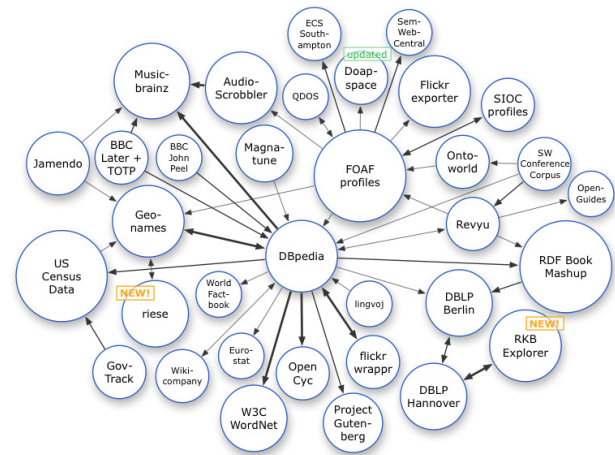 ECS
South-
ampton
Sem-
Web-
Central
updated
Doap-
space
Music-
brainz
Audio-
Scrobbler
QDOS
Flickr
exporter
SIOC
profiles
BBC
Later +
TOTP
BBC
John
Peel
Magna-
tune
FOAF
profiles
Onto-
world
SW
Conference
Corpus
Jamendo
Open-
Guides
Geo-
names
Revyu
DBpedia
US
Census
Data
RDF Book
Mashup
NEW!
riese
World
Fact-
book
lingvoj
DBLP
Berlin
NEW!
RKB
Explorer
Gov-
Track
Wiki-
company
Euro-
stat
Open
Cyc
flickr
wrappr
DBLP
Hannover
W3C
WordNet
Project
Guten-
berg